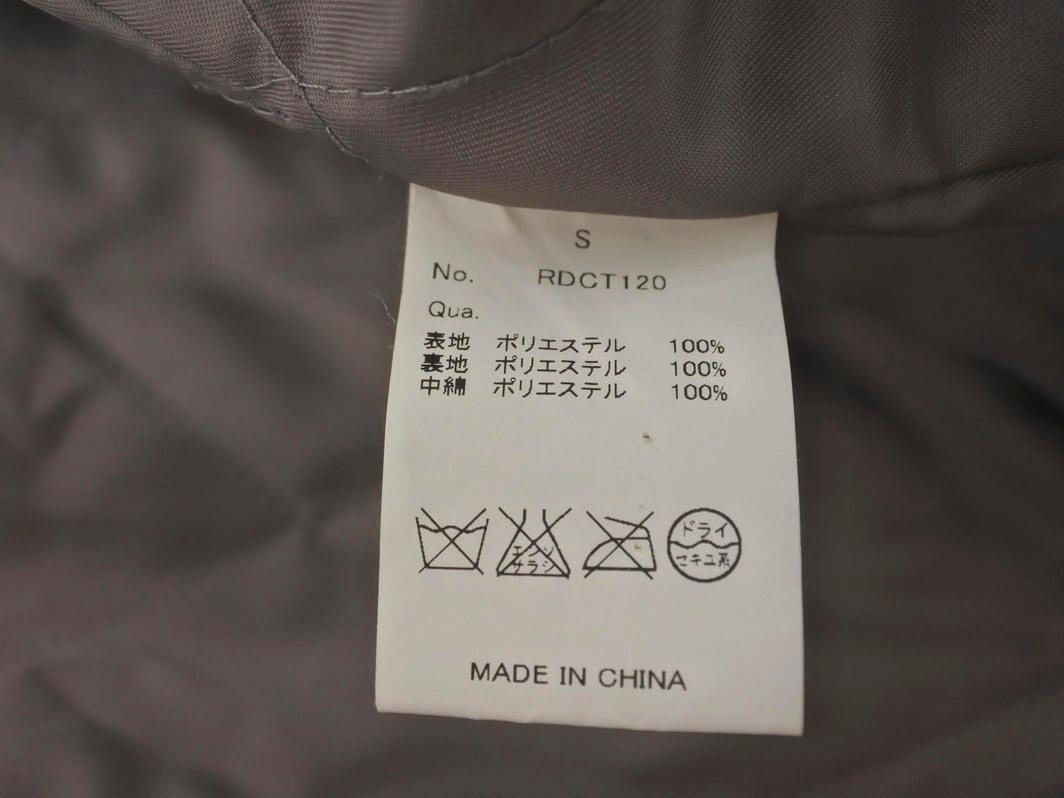 S
No. RDCT120
Qua.
表地 ポリエステル 100%
裏地 ポリエステル 100%
中綿 ポリエステル 100%
エンソ
サラシ
ドライ
セキユ系
MADE IN CHINA